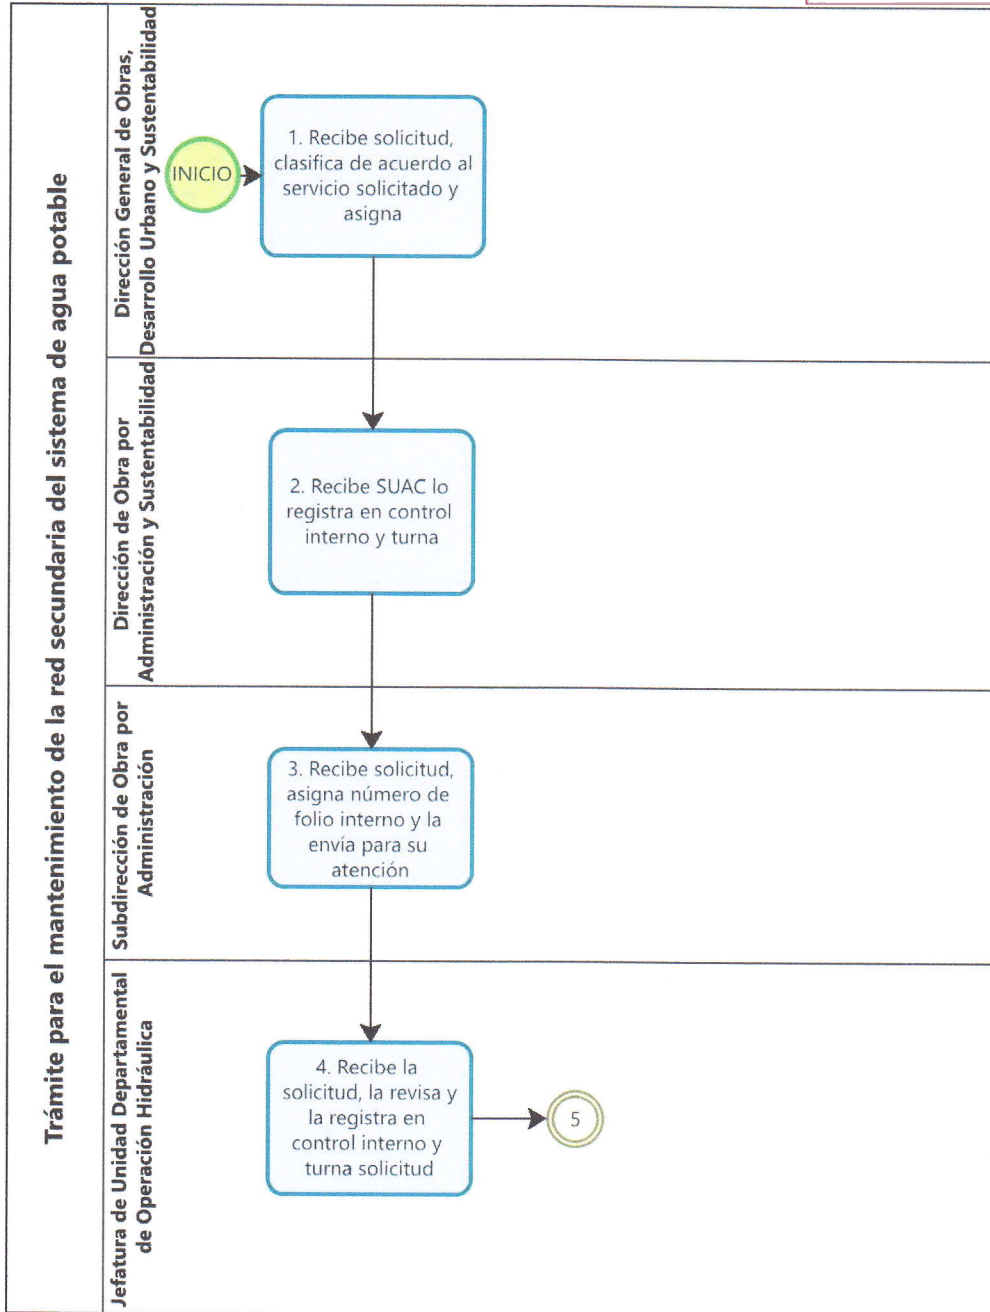 Trámite para el mantenimiento de la red secundaria del sistema de agua potable
Dirección General de Obras,
Desarrollo Urbano y Sustentabilidad
INICIO
1. Recibe solicitud,
clasifica de acuerdo al
servicio solicitado y
asigna
Dirección de Obra por
Administración y Sustentabilidad
2. Recibe SUAC lo
registra en control
interno y turna
Subdirección de Obra por
Administración
3. Recibe solicitud,
asigna número de
folio interno y la
envía para su
atención
Jefatura de Unidad Departamental
de Operación Hidráulica
4. Recibe la
solicitud, la revisa y
la registra en
control interno y
turna solicitud
5